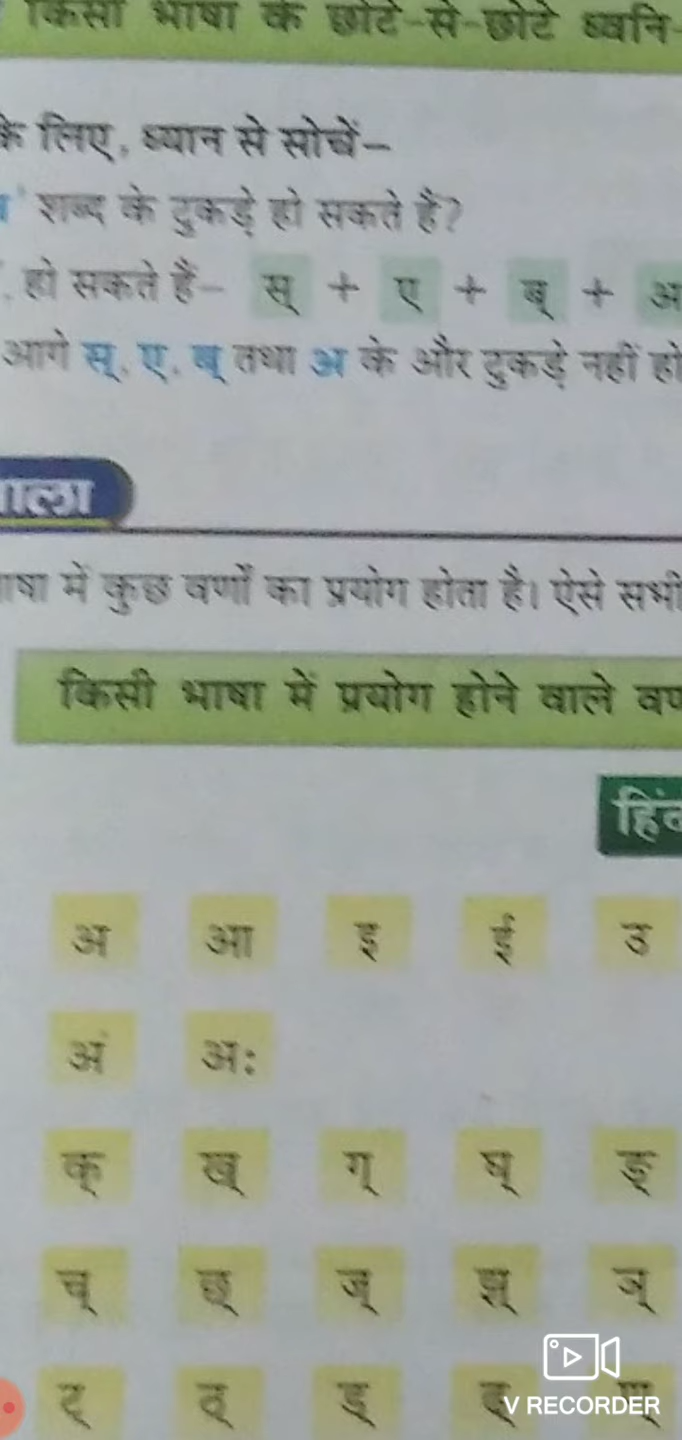 किसी भाषा के छोटे-से-छोटे ध्वनि-
के लिए, ध्यान से सोचें–
' शब्द के टुकड़े हो सकते हैं?
, हो सकते हैं– स् + ए + ब् + अ
आगे स्, ए, ब् तथा अ के और टुकड़े नहीं हो
में कुछ वर्णों का प्रयोग होता है। ऐसे सभी
किसी भाषा में प्रयोग होने वाले
अ आ इ ई उ
अं अः
क् ख् ग् घ् ङ्
च् छ् ज् झ् ञ्
ट् ठ् ड् ढ् ण्
V RECORDER